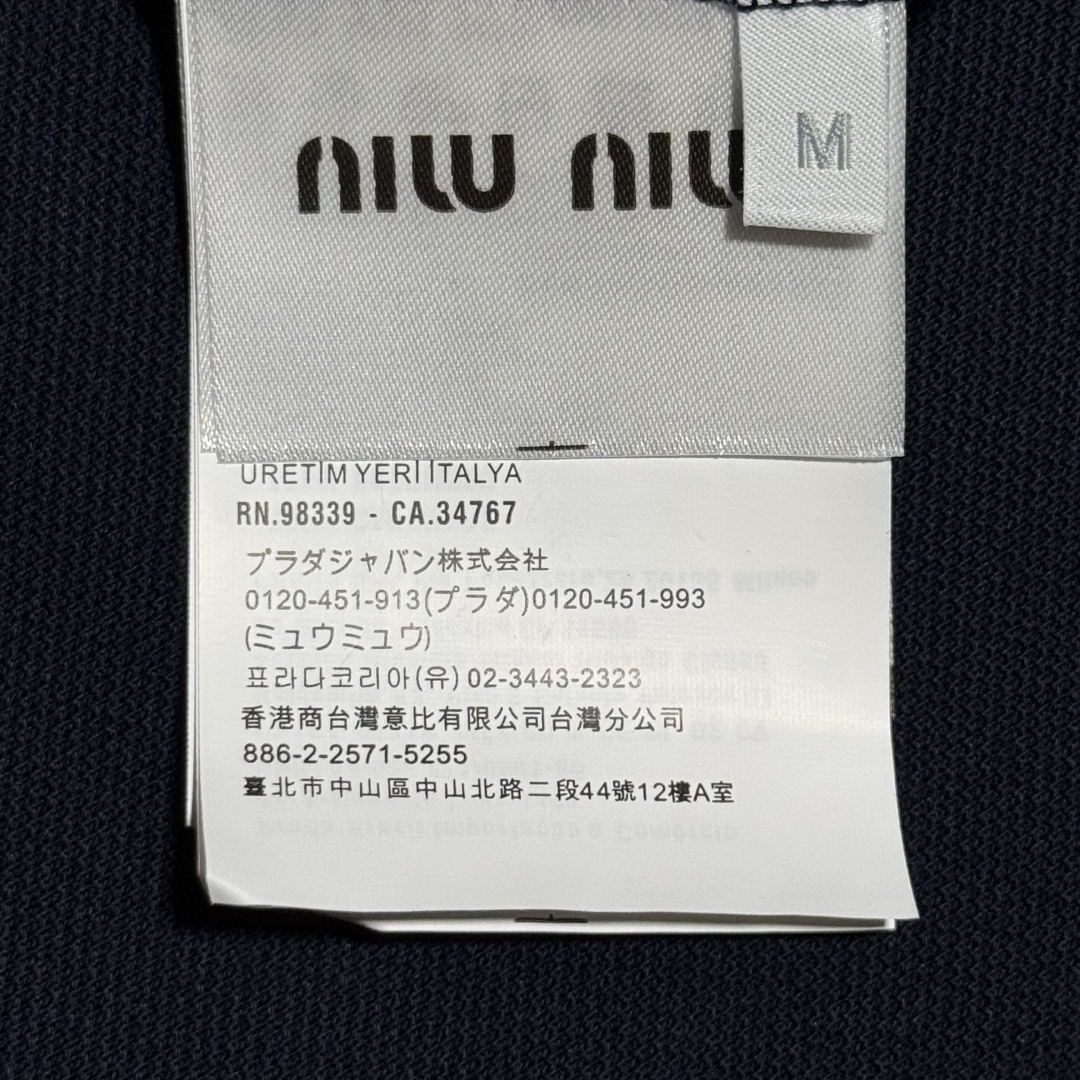 miu miu
M
URETIM YERI ITALYA
RN.98339 - CA.34767
プラダジャバン株式会社
0120-451-913(プラダ)0120-451-993
(ミュウミュウ)
프라다코리아(유) 02-3443-2323
香港商台灣意比有限公司台灣分公司
886-2-2571-5255
臺北市中山區中山北路二段44號12樓A室